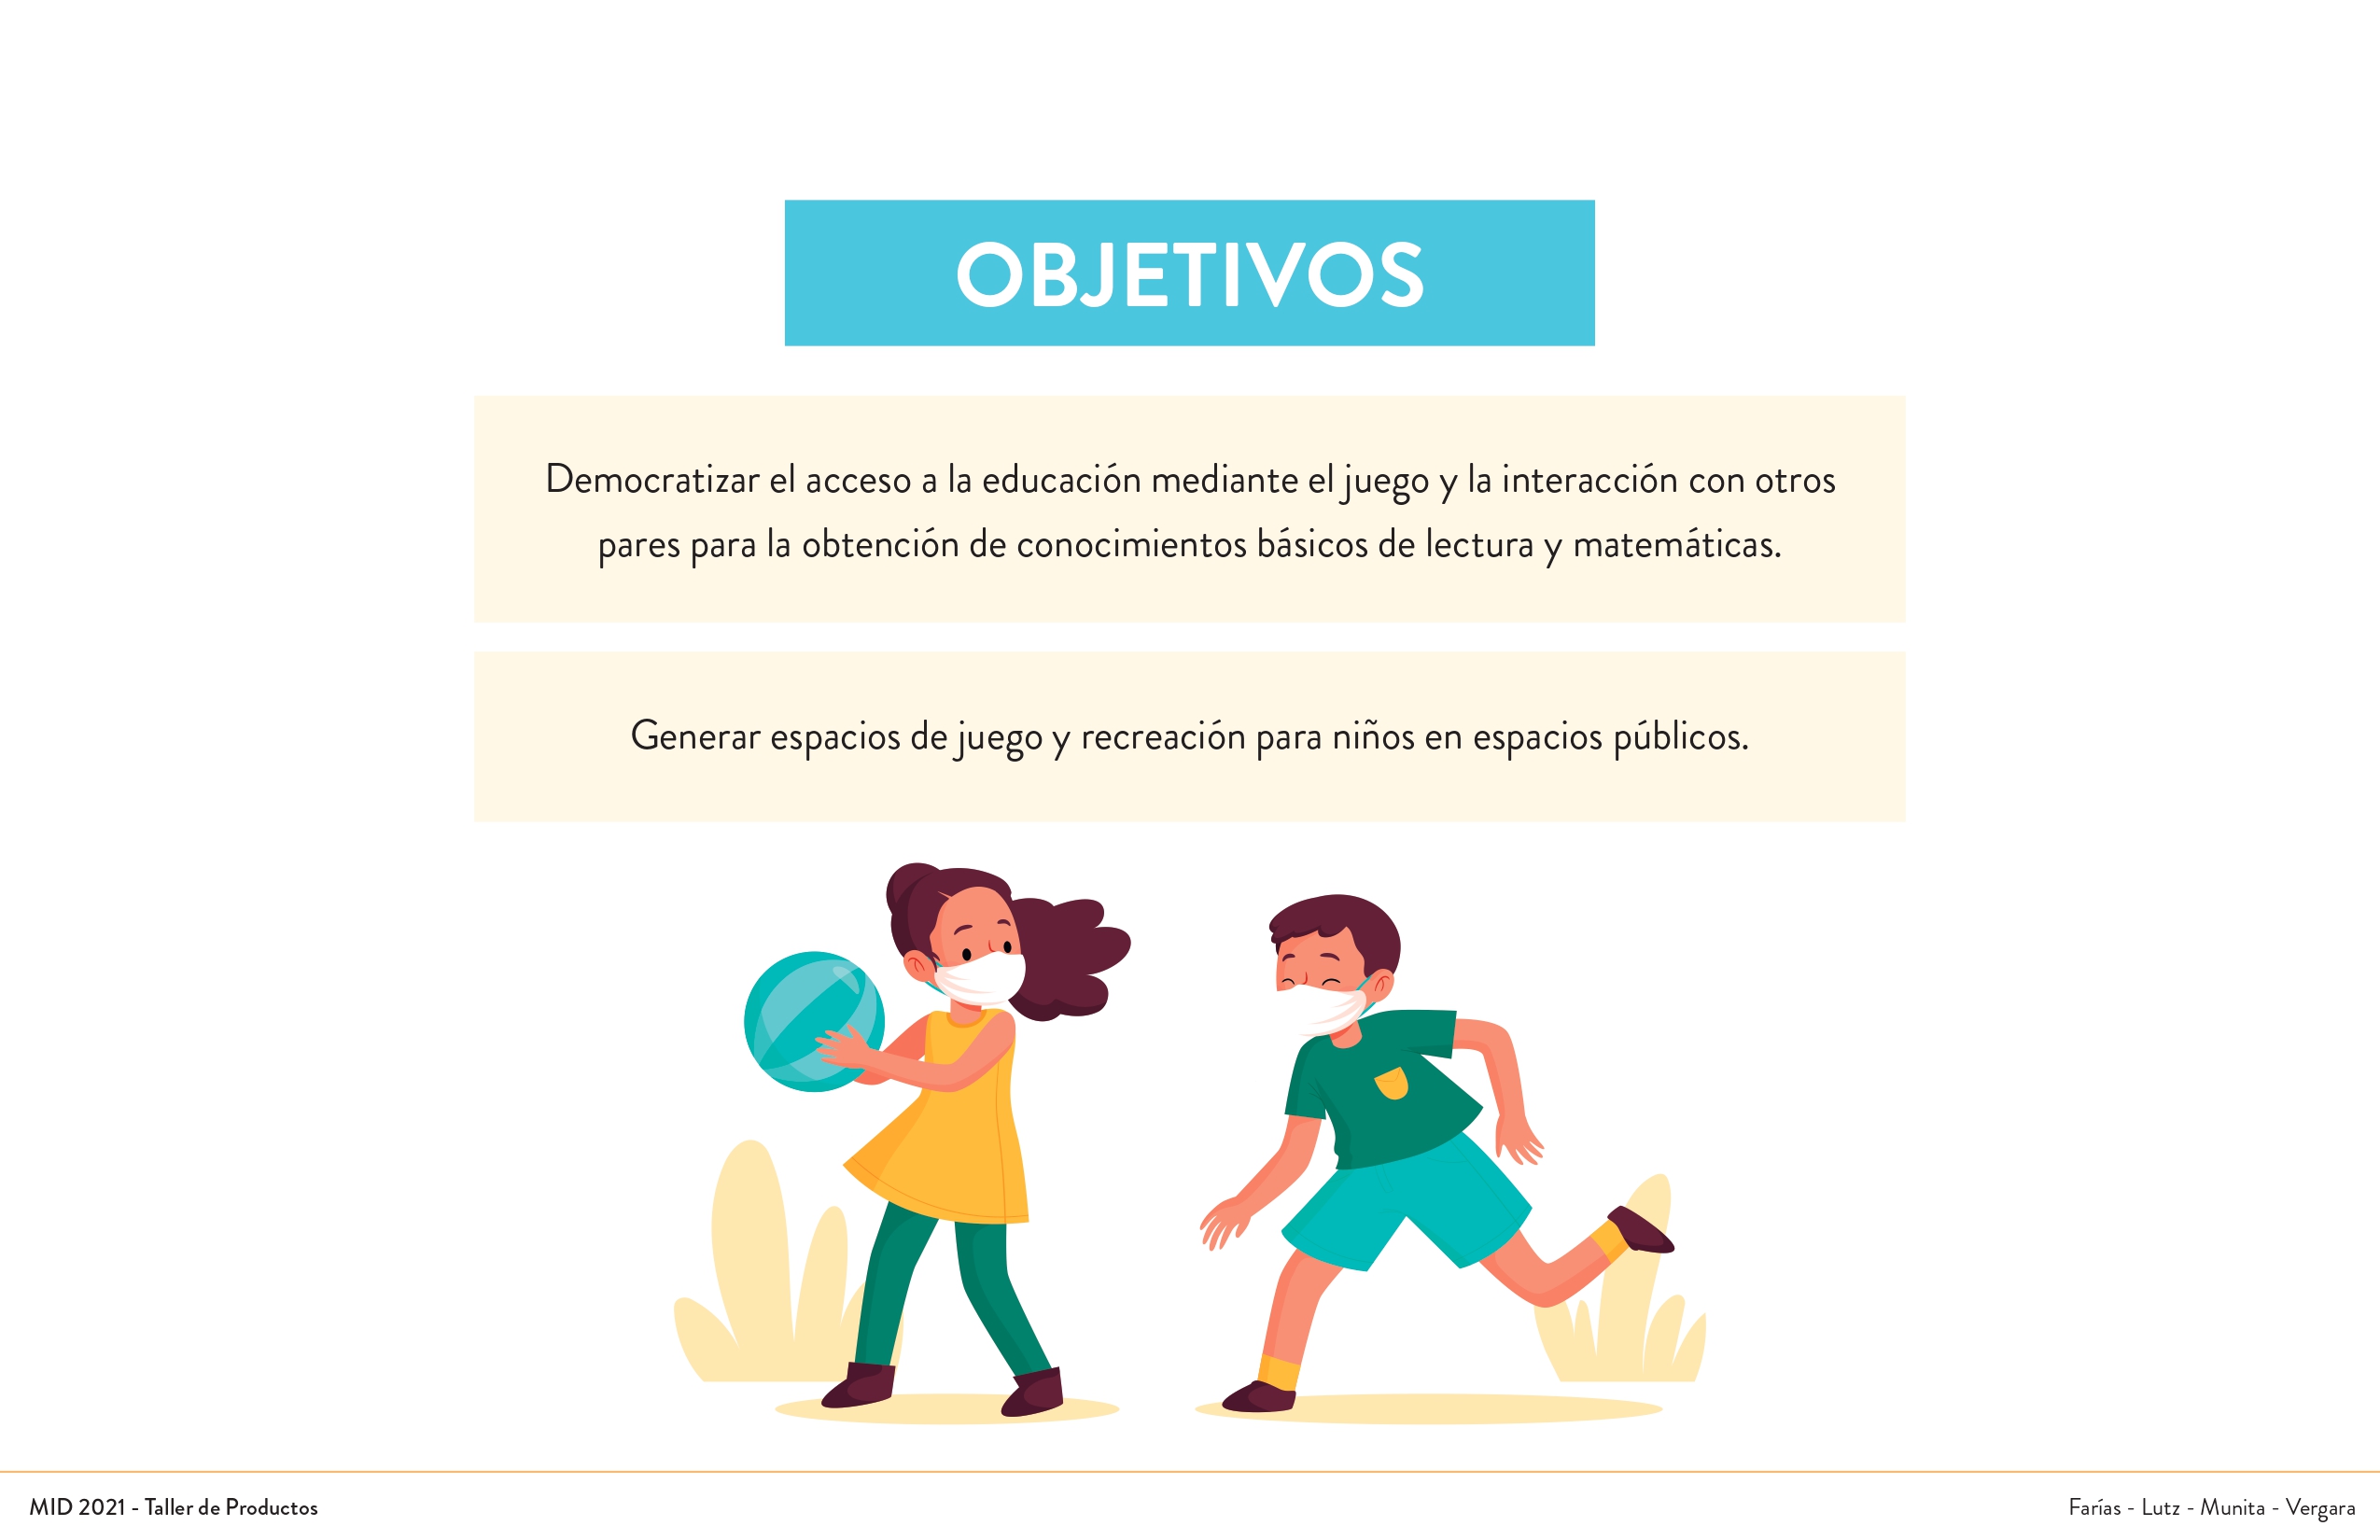 OBJETIVOS
Democratizar el acceso a la educación mediante el juego y la interacción con otros
pares para la obtención de conocimientos básicos de lectura y matemáticas.
Generar espacios de juego y recreación para niños en espacios públicos.
MID 2021 - Taller de Productos
Farías - Lutz - Munita - Vergara